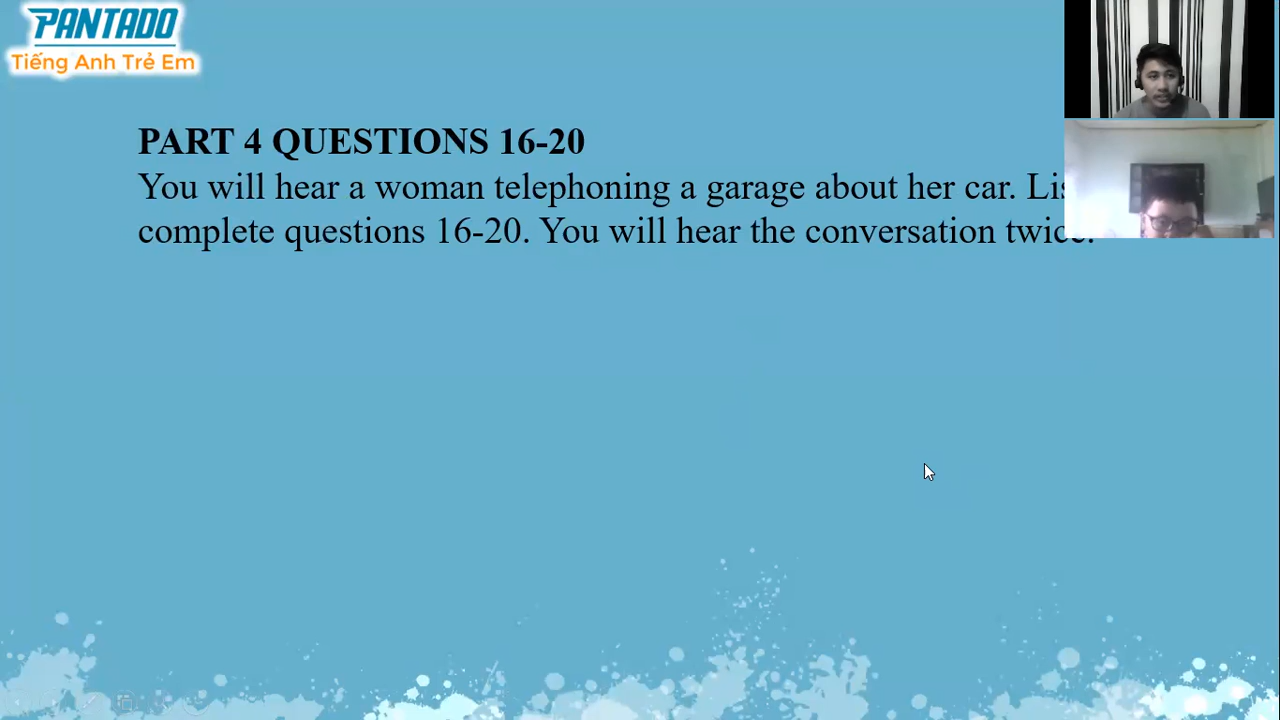 PANTADO
Tiếng Anh Trẻ Em
PART 4 QUESTIONS 16-20
You will hear a woman telephoning a garage about her car.
complete questions 16-20. You will hear the conversation twice.